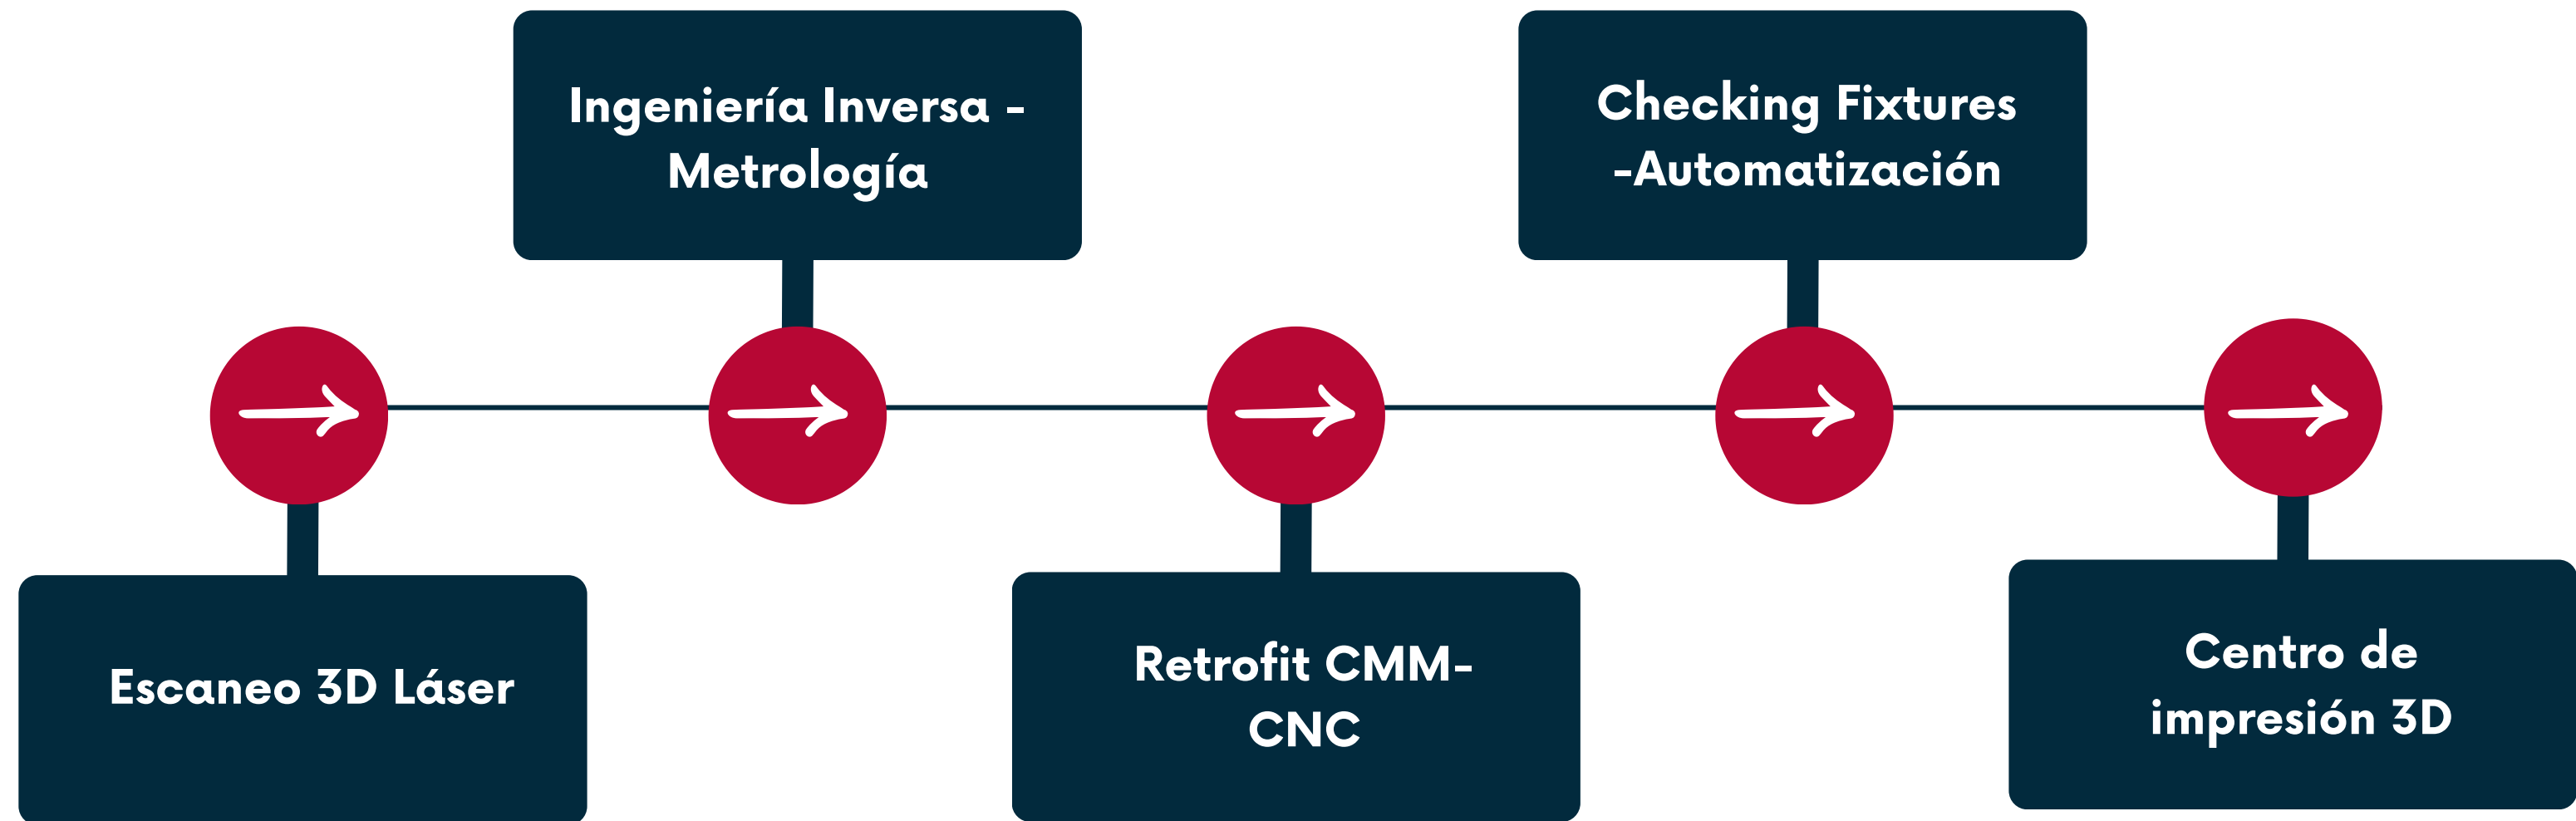 Escaneo 3D Láser
Ingeniería Inversa -
Metrología
Retrofit CMM-
CNC
Checking Fixtures
-Automatización
Centro de
impresión 3D